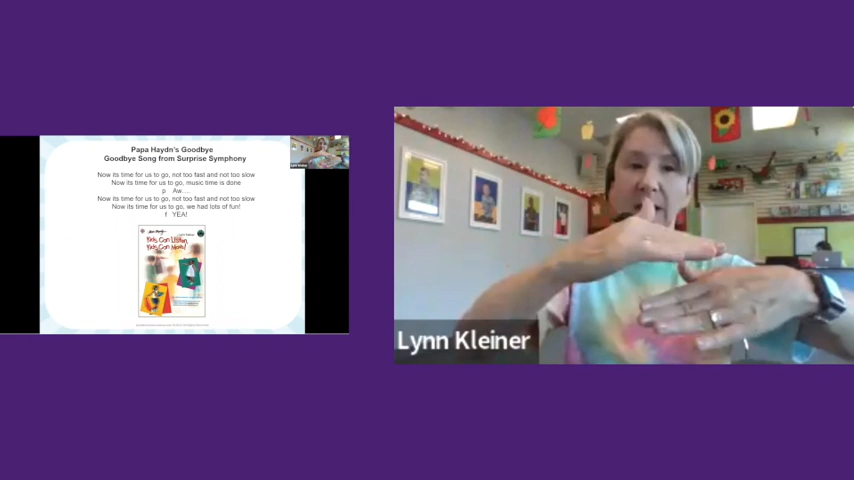 Papa Haydn's Goodbye
Goodbye Song from Surprise Symphony
Now its time for us to go, not too fast and not too slow
Now its time for us to go, music time is done
p Aw....
Now its time for us to go, not too fast and not too slow
Now its time for us to go, we had lots of fun!
f YEA!
Kids Can Listen,
Kids Can Move!
Lynn Kleiner